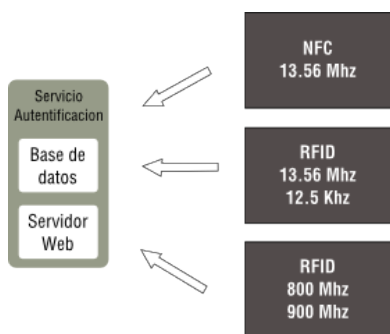 Servicio
Autentificacion
Base de
datos
Servidor
Web
NFC
13.56 Mhz
RFID
13.56 Mhz
12.5 Khz
RFID
800 Mhz
900 Mhz